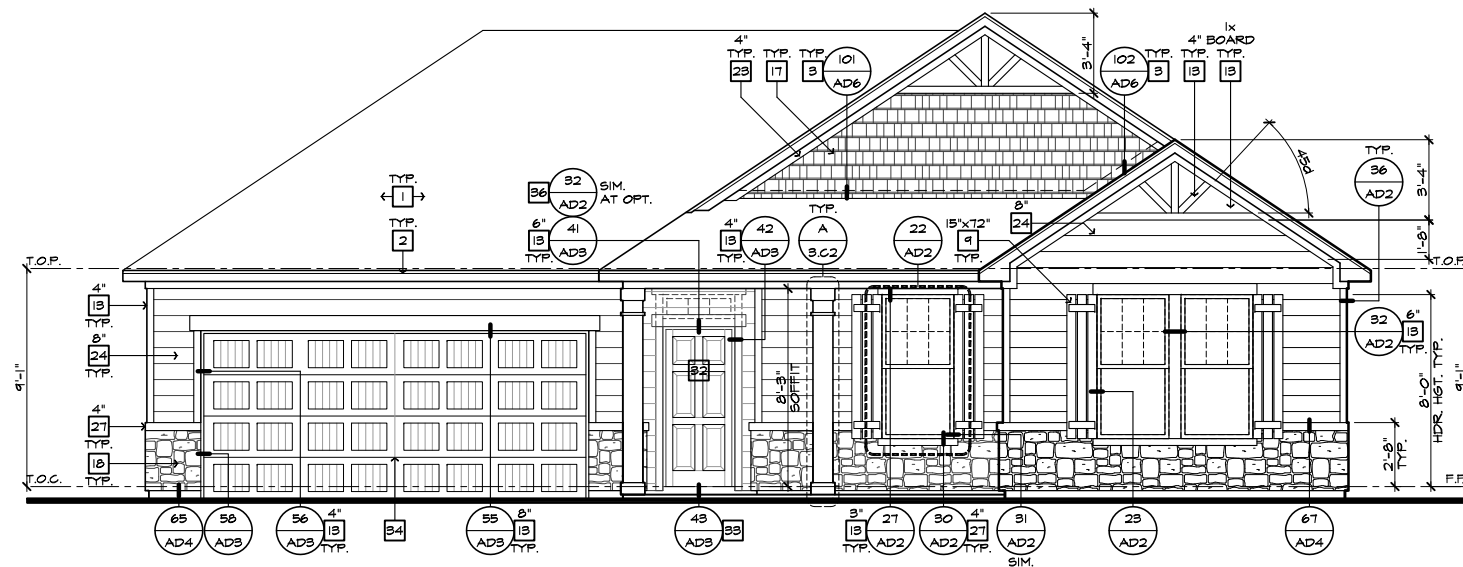 4"
TYP.
23
TYP.
17
TYP.
3
101
AD6
102
AD6
TYP.
3
4"
TYP.
13
1x
BOARD
13
3'-4"
TYP.
1
TYP.
2
36
32
AD2
SIM.
AT OPT.
6"
13
TYP.
41
AD3
4"
13
TYP.
42
AD3
TYP.
A
3.C2
22
AD2
15"x72"
9
8"
24
45d
TYP.
36
AD2
3'-4"
1'-8"
T.O.P.
T.O.P.
4"
13
TYP.
8"
24
TYP.
4"
27
TYP.
18
9'-1"
T.O.C.
32
8'-3"
SOFFIT
32
AD2
6"
13
TYP.
8'-0"
HDR. HGT. TYP.
9'-1"
2'-8"
TYP.
F.F.
65
AD4
58
AD3
56
AD3
4"
13
TYP.
34
55
AD3
8"
13
TYP.
43
AD3
33
3"
13
TYP.
27
AD2
30
AD2
4"
27
TYP.
31
AD2
SIM.
23
AD2
67
AD4